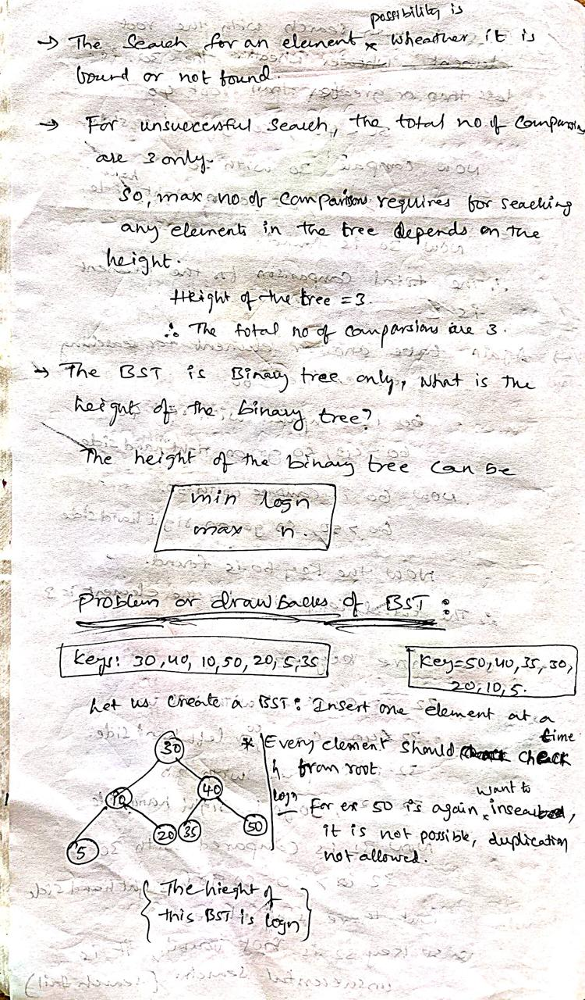 possibility is
→ The Search for an element x wheather it is
bound or not found.
→ For unsuccessful search, the total no of Comparsion
are 3 only.
So, max no of Comparisons requires for seaching
any elements in the tree depends on the
height.
Height of the tree = 3.
∴ The total no of comparsions are 3.
→ The BST is Binary tree only, what is the
height of the binary tree?
The height of the binary tree can be
min logn
max n.
Problem or drawbacks of BST :
Keys: 30, 40, 10, 50, 20, 5, 35
Key = 50, 40, 35, 30,
20, 10, 5.
Let us create a BST: Insert one element at a
time
30
* Every element should check
h from root.
10
40
logn
want to
- For ex 50 is again x
5
20
35
50
it is not possible, duplication
not allowed.
{ The hieght of
this BST is logn }